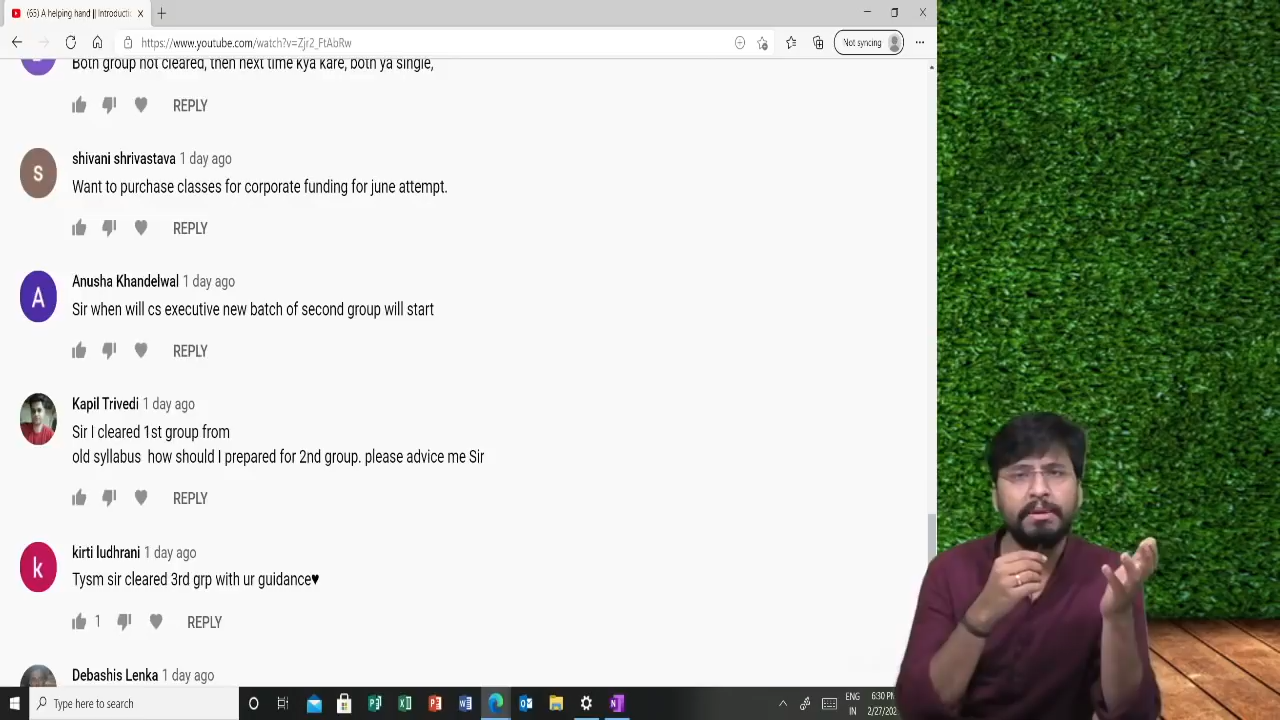 (65) A helping hand || Introducti
https://www.youtube.com/watch?v=Zjr2_FtAbRw
Not syncing
Both group not cleared, then next time kya kare, both ya single,
REPLY
shivani shrivastava 1 day ago
S
Want to purchase classes for corporate funding for june attempt.
REPLY
Anusha Khandelwal 1 day ago
A
Sir when will cs executive new batch of second group will start
REPLY
Kapil Trivedi 1 day ago
Sir I cleared 1st group from
old syllabus how should I prepared for 2nd group. please advice me Sir
REPLY
kirti ludhrani 1 day ago
k
Tysm sir cleared 3rd grp with ur guidance♥
1 REPLY
Debashis Lenka 1 day ago
Type here to search
ENG 6:30 PM
IN 2/27/202